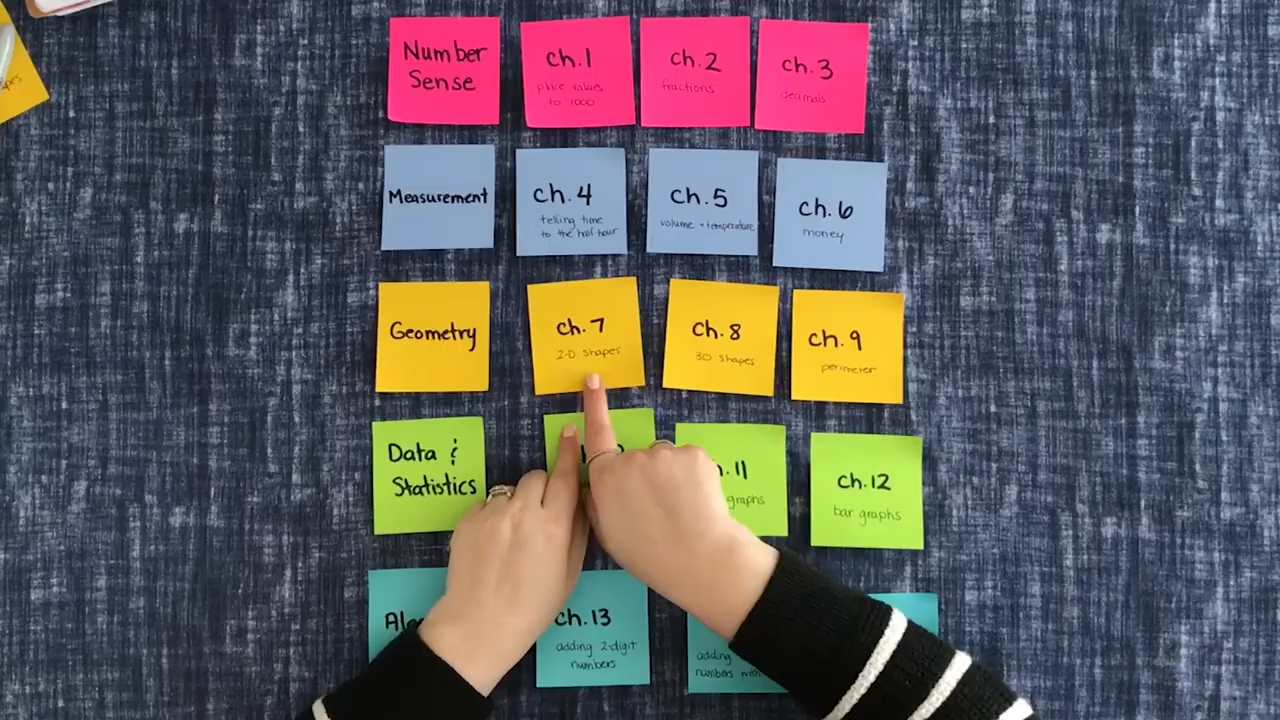 Number
Sense
ch.1
place values
to 1000
ch.2
fractions
ch.3
decimals
Measurement
ch.4
telling time
to the half-hour
ch.5
volume + temperature
ch.6
money
Geometry
ch.7
2-D shapes
ch.8
3D shapes
ch.9
perimeter
Data &
Statistics
.11
graphs
ch.12
bar graphs
ch.13
adding 2-digit
numbers
adding
numbers